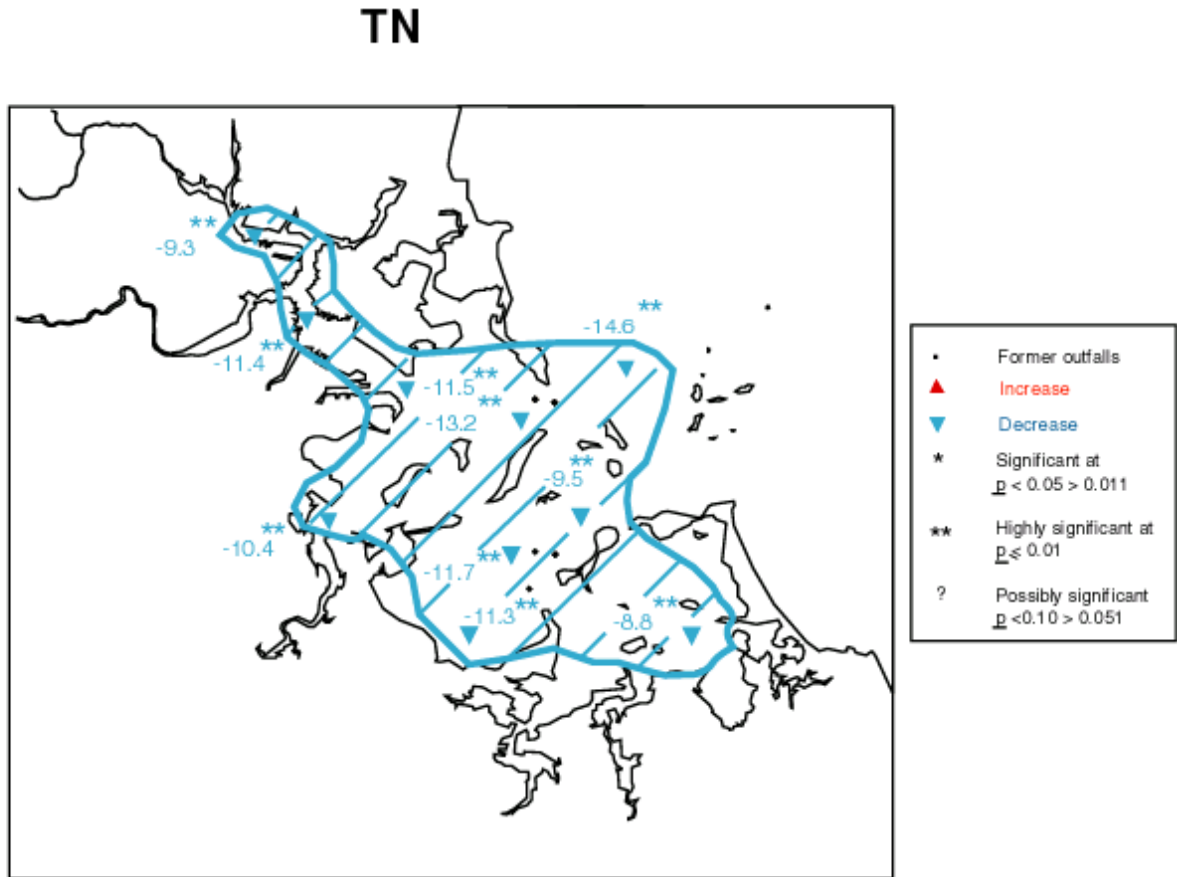 TN
**
-9.3
**
-14.6
**
-11.4
**
-11.5
**
-13.2
**
-9.5
**
-10.4
**
-11.7
**
-11.3
**
-8.8
Former outfalls
Increase
Decrease
* Significant at
p < 0.05 > 0.011
** Highly significant at
p ≤ 0.01
? Possibly significant
p <0.10 > 0.051